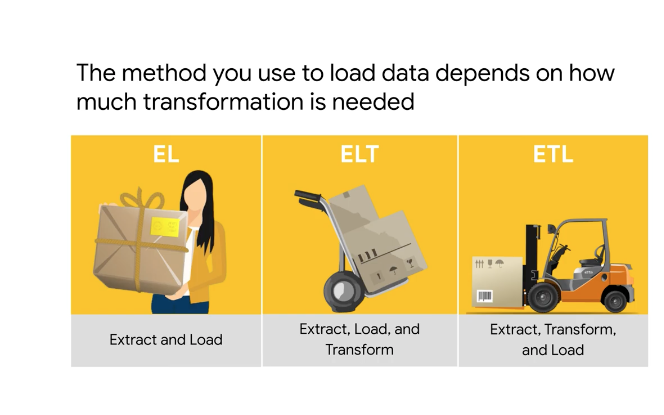 The method you use to load data depends on how
much transformation is needed
EL
ELT
ETL
Extract and Load
Extract, Load, and
Transform
Extract, Transform,
and Load